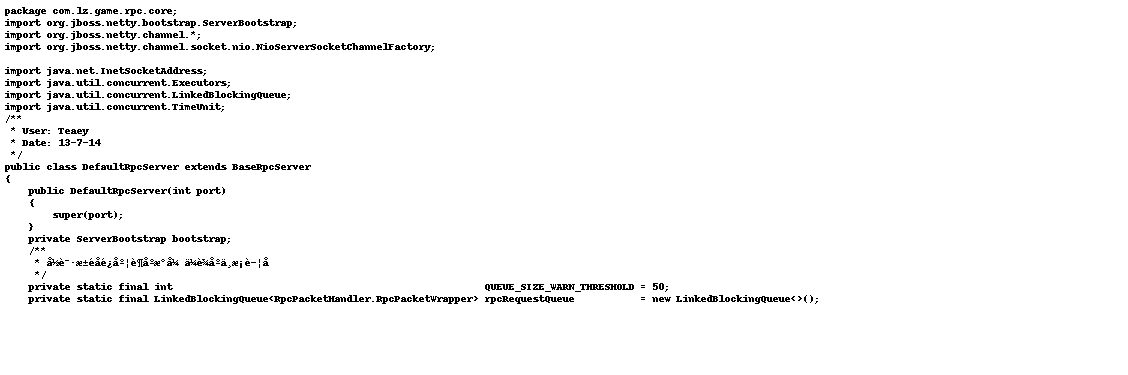 package com.lz.game.rpc.core;
import org.jboss.netty.bootstrap.ServerBootstrap;
import org.jboss.netty.channel.*;
import org.jboss.netty.channel.socket.nio.NioServerSocketChannelFactory;
import java.net.InetSocketAddress;
import java.util.concurrent.Executors;
import java.util.concurrent.LinkedBlockingQueue;
import java.util.concurrent.TimeUnit;
/**
 * User: Teaey
 * Date: 13-7-14
 */
public class DefaultRpcServer extends BaseRpcServer
{
    public DefaultRpcServer(int port)
    {
        super(port);
    }
    private ServerBootstrap bootstrap;
    /**
     *
     */
    private static final int QUEUE_SIZE_WARN_THRESHOLD = 50;
    private static final LinkedBlockingQueue<RpcPacketHandler.RpcPacketWrapper> rpcRequestQueue = new LinkedBlockingQueue<>();